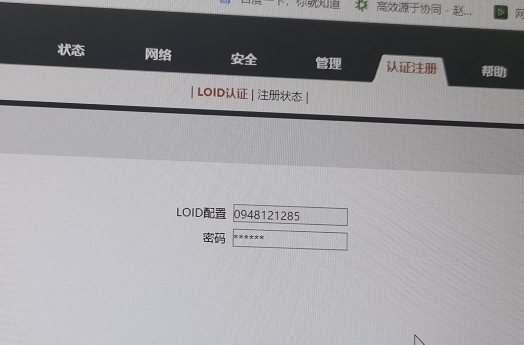 百度一下，你就知道 高效源于协同 - 赵...
状态 网络 安全 管理 认证注册 帮助
| LOID认证 | 注册状态 |
LOID配置 0948121285
密码 ******